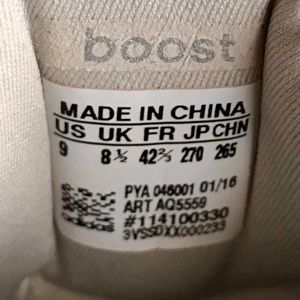 boost
MADE IN CHINA
US UK FR JP CHN
9 8½ 42⅔ 270 265
PYA 046001 01/16
ART AQ5559
#114100330
adidas